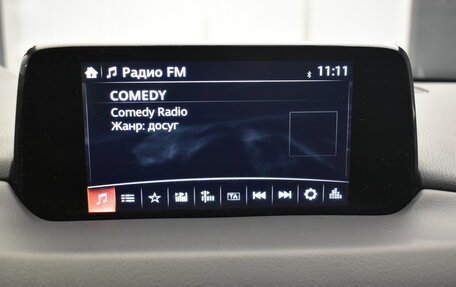 Радио FM 11:11
COMEDY
Comedy Radio
Жанр: досуг
TA